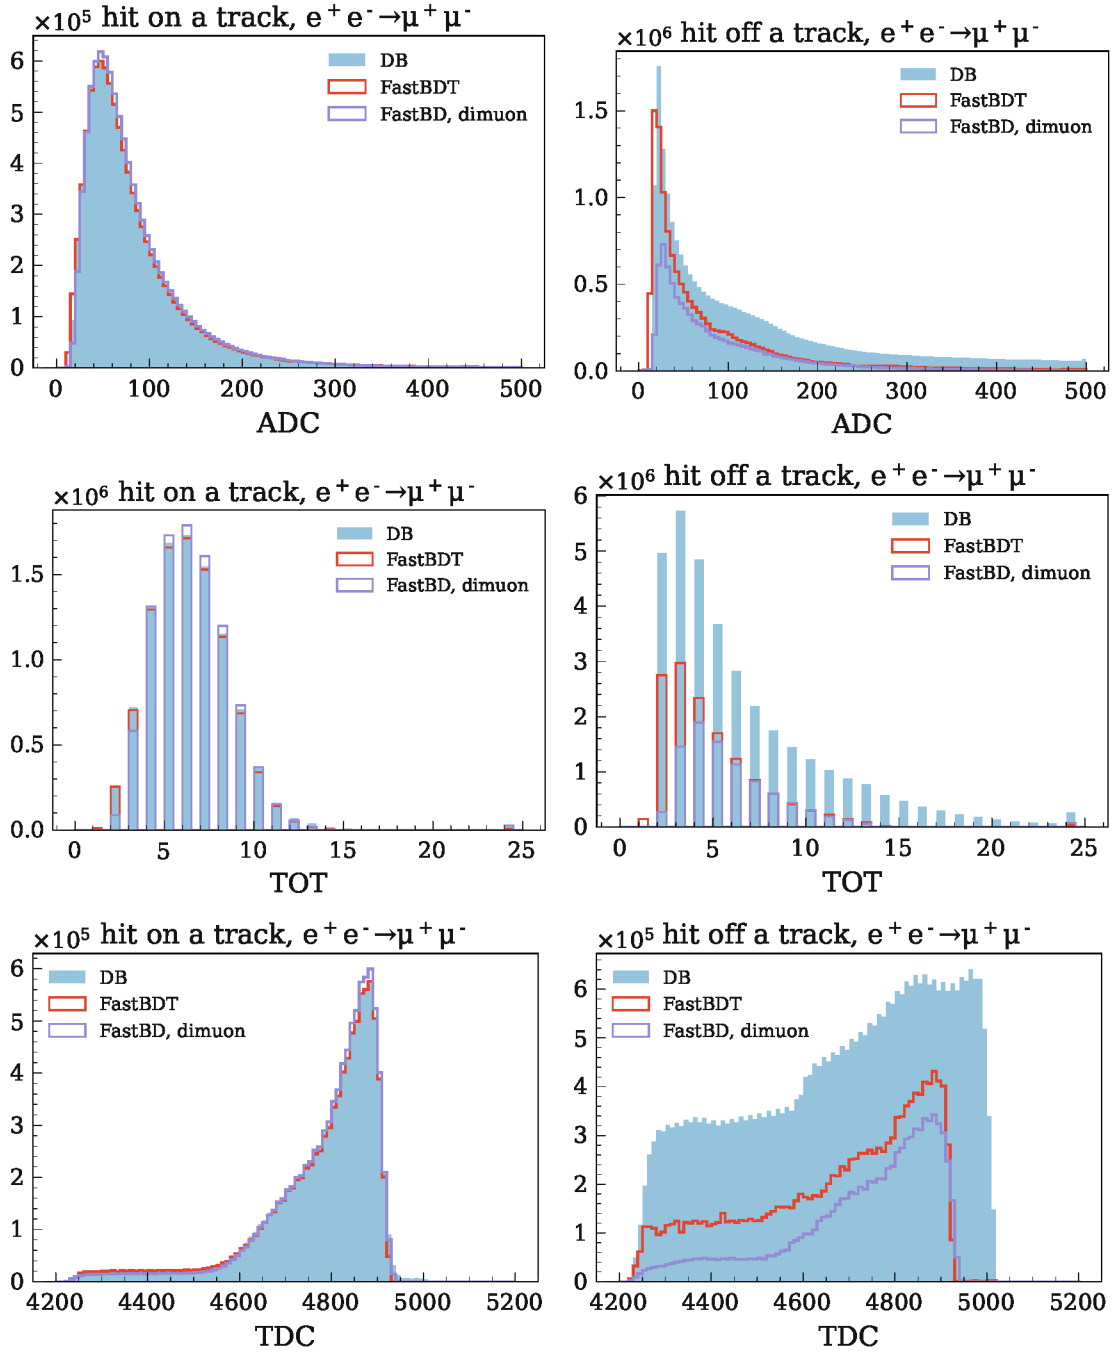 ×10⁵ hit on a track, e⁺e⁻→μ⁺μ⁻
DB
FastBDT
FastBD, dimuon
6
5
4
3
2
1
0
0 100 200 300 400 500
ADC
×10⁶ hit off a track, e⁺e⁻→μ⁺μ⁻
DB
FastBDT
FastBD, dimuon
1.5
1.0
0.5
0.0
0 100 200 300 400 500
ADC
×10⁶ hit on a track, e⁺e⁻→μ⁺μ⁻
DB
FastBDT
FastBD, dimuon
1.5
1.0
0.5
0.0
0 5 10 15 20 25
TOT
×10⁶ hit off a track, e⁺e⁻→μ⁺μ⁻
DB
FastBDT
FastBD, dimuon
6
5
4
3
2
1
0
0 5 10 15 20 25
TOT
×10⁵ hit on a track, e⁺e⁻→μ⁺μ⁻
DB
FastBDT
FastBD, dimuon
6
5
4
3
2
1
0
4200 4400 4600 4800 5000 5200
TDC
×10⁵ hit off a track, e⁺e⁻→μ⁺μ⁻
DB
FastBDT
FastBD, dimuon
6
5
4
3
2
1
0
4200 4400 4600 4800 5000 5200
TDC